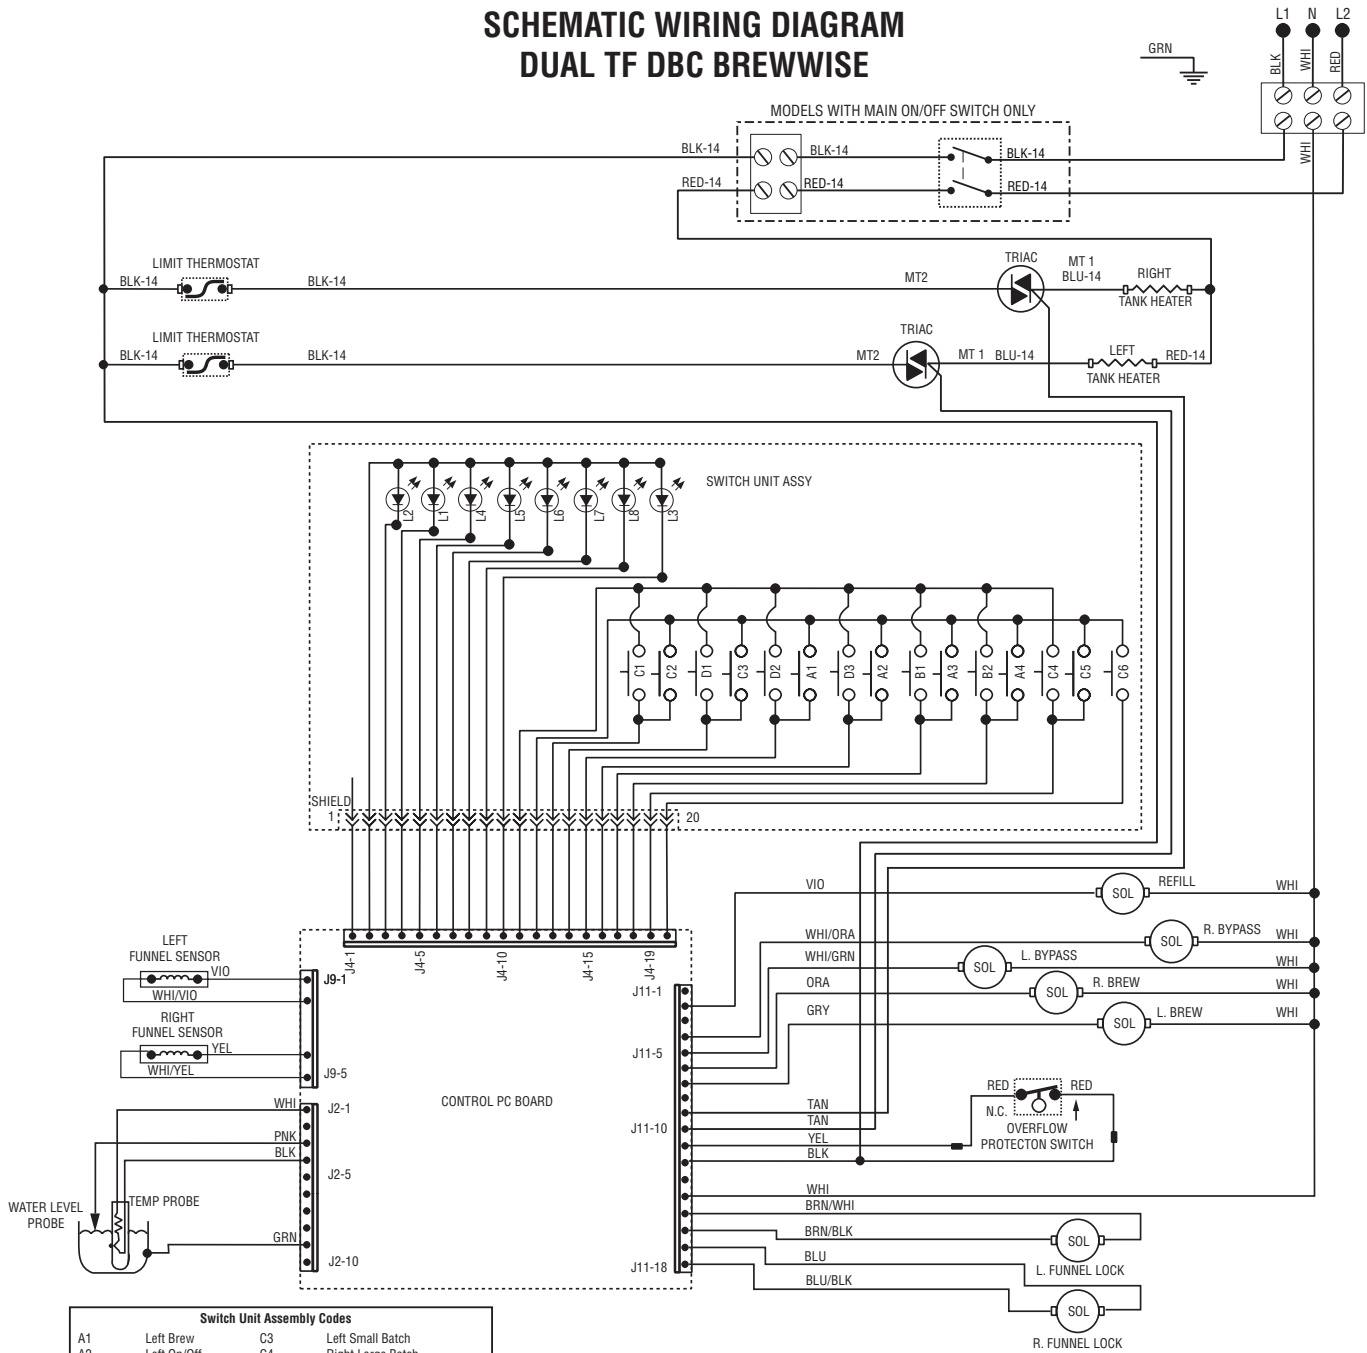 SCHEMATIC WIRING DIAGRAM
DUAL TF DBC BREWWISE
L1 N L2
GRN
BLK
WHI
RED
WHI
MODELS WITH MAIN ON/OFF SWITCH ONLY
BLK-14 BLK-14 BLK-14
RED-14 RED-14 RED-14
LIMIT THERMOSTAT
BLK-14 BLK-14
MT2
TRIAC
MT 1
BLU-14
RIGHT
TANK HEATER
LIMIT THERMOSTAT
BLK-14 BLK-14
MT2
TRIAC
MT 1 BLU-14
LEFT
TANK HEATER
RED-14
SWITCH UNIT ASSY
L2 L1 L4 L5 L6 L7 L8 L3
C1 C2 D1 C3 D2 A1 D3 A2 B1 A3 B2 A4 C4 C5 C6
SHIELD
1 20
J4-1 J4-5 J4-10 J4-15 J4-19
VIO SOL REFILL WHI
WHI/ORA SOL R. BYPASS WHI
WHI/GRN SOL L. BYPASS WHI
ORA SOL R. BREW WHI
GRY SOL L. BREW WHI
LEFT
FUNNEL SENSOR
VIO
WHI/VIO
RIGHT
FUNNEL SENSOR
YEL
WHI/YEL
J9-1
J9-5
J11-1
J11-5
J11-10
J11-18
CONTROL PC BOARD
WHI J2-1
PNK
BLK
J2-5
GRN
J2-10
WATER LEVEL
PROBE
TEMP PROBE
TAN
TAN
YEL
BLK
RED RED
N.C.
OVERFLOW
PROTECTON SWITCH
WHI
BRN/WHI
BRN/BLK
SOL
L. FUNNEL LOCK
BLU
BLU/BLK
SOL
R. FUNNEL LOCK
Switch Unit Assembly Codes
A1 Left Brew C3 Left Small Batch